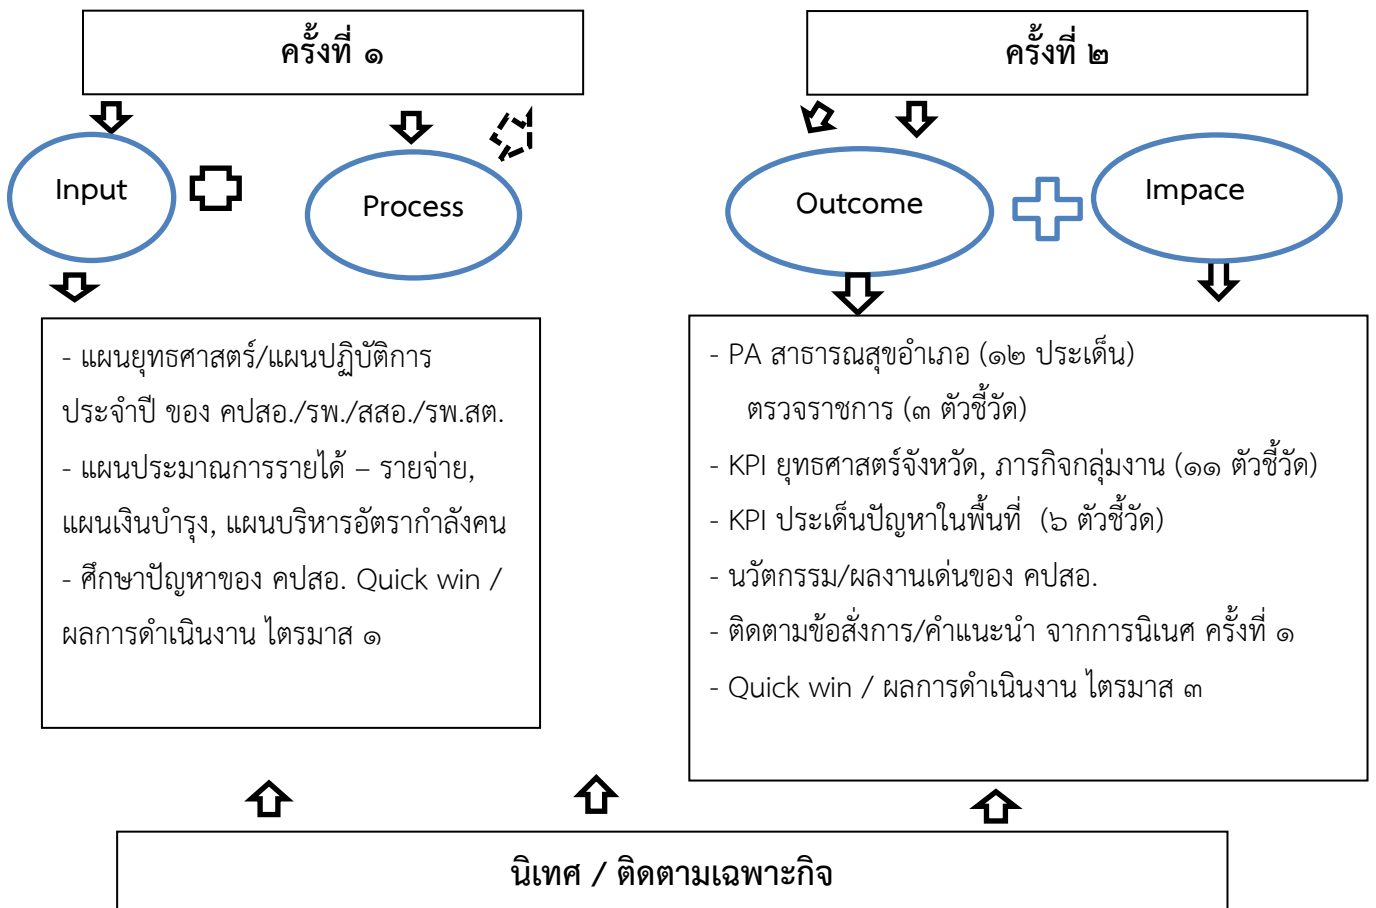 ครั้งที่ ๑
ครั้งที่ ๒
Input
Process
Outcome
Impace
- แผนยุทธศาสตร์/แผนปฏิบัติการ
ประจำปี ของ คปสอ./รพ./สสอ./รพ.สต.
- แผนประมาณการรายได้ – รายจ่าย,
แผนเงินบำรุง, แผนบริหารอัตรากำลังคน
- ศึกษาปัญหาของ คปสอ. Quick win /
ผลการดำเนินงาน ไตรมาส ๑
- PA สาธารณสุขอำเภอ (๑๒ ประเด็น)
ตรวจราชการ (๓ ตัวชี้วัด)
- KPI ยุทธศาสตร์จังหวัด, ภารกิจกลุ่มงาน (๑๑ ตัวชี้วัด)
- KPI ประเด็นปัญหาในพื้นที่ (๖ ตัวชี้วัด)
- นวัตกรรม/ผลงานเด่นของ คปสอ.
- ติดตามข้อสั่งการ/คำแนะนำ จากการนิเนศ ครั้งที่ ๑
- Quick win / ผลการดำเนินงาน ไตรมาส ๓
นิเทศ / ติดตามเฉพาะกิจ